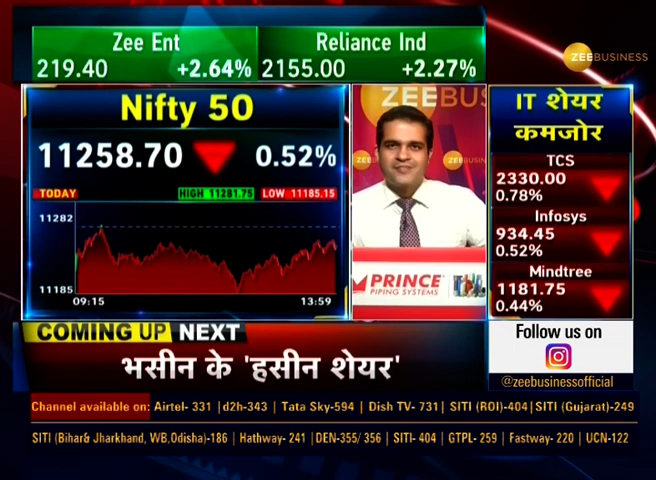 Zee Ent
219.40 +2.64%
Reliance Ind
2155.00 +2.27%
ZEEBUSINESS
Nifty 50
11258.70 0.52%
TODAY HIGH 11281.75 LOW 11185.15
11282
11185
09:15 13:59
ZEEBUS
ZEEBUSINESS
PRINCE
PIPING SYSTEMS
IT शेयर
कमजोर
TCS
2330.00
0.78%
Infosys
934.45
0.52%
Mindtree
1181.75
0.44%
COMING UP NEXT
भसीन के 'हसीन शेयर'
Follow us on
@zeebusinessofficial
Channel available on: Airtel- 331 | d2h-343 | Tata Sky-594 | Dish TV- 731 | SITI (ROI)-404 | SITI (Gujarat)-249
SITI (Bihar& Jharkhand, WB,Odisha)-186 | Hathway- 241 | DEN-355/ 356 | SITI- 404 | GTPL- 259 | Fastway- 220 | UCN-122